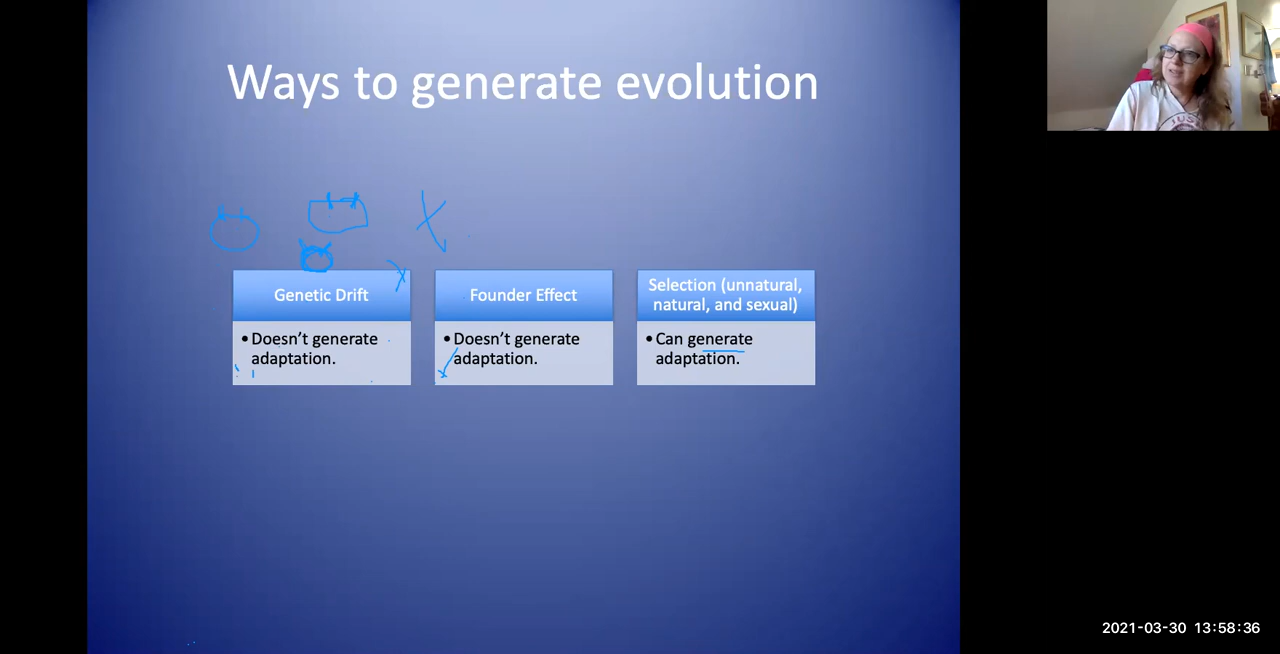 Ways to generate evolution
Genetic Drift
• Doesn't generate
adaptation.
Founder Effect
• Doesn't generate
adaptation.
Selection (unnatural,
natural, and sexual)
• Can generate
adaptation.
JUS
2021-03-30 13:58:36